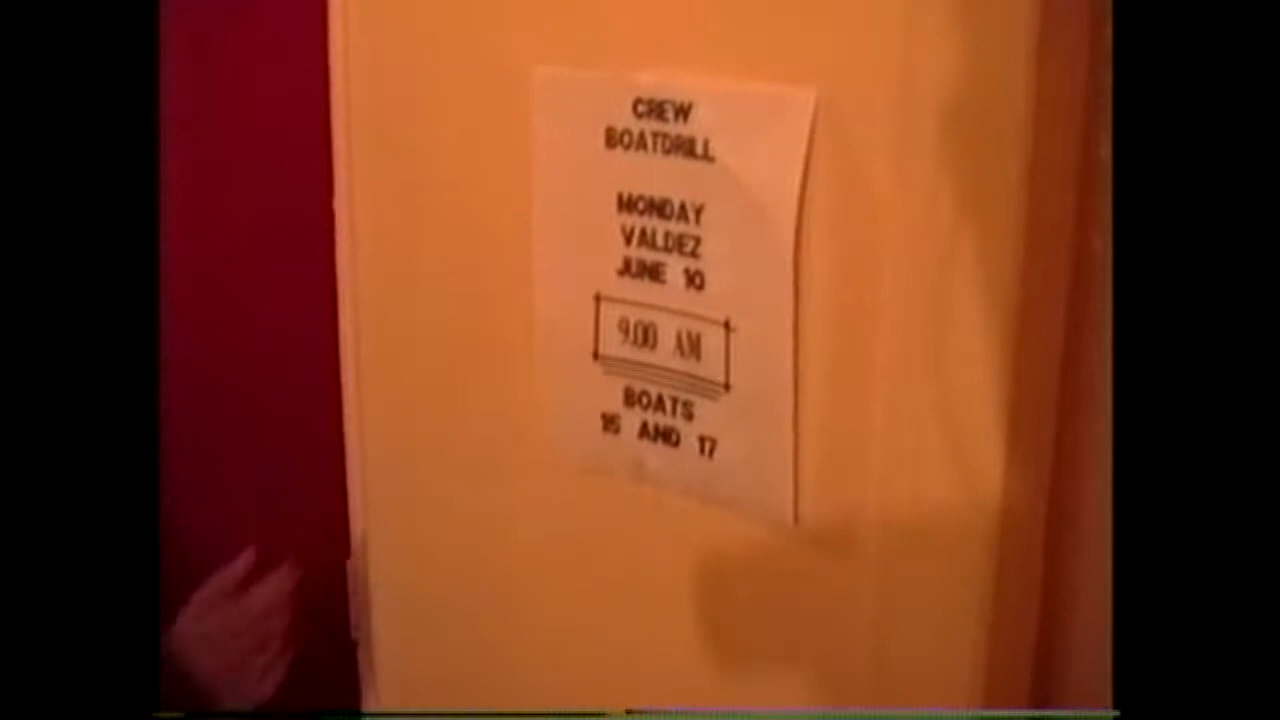 CREW
BOATDRILL
MONDAY
VALDEZ
JUNE 10
9.00 AM
BOATS
15 AND 17